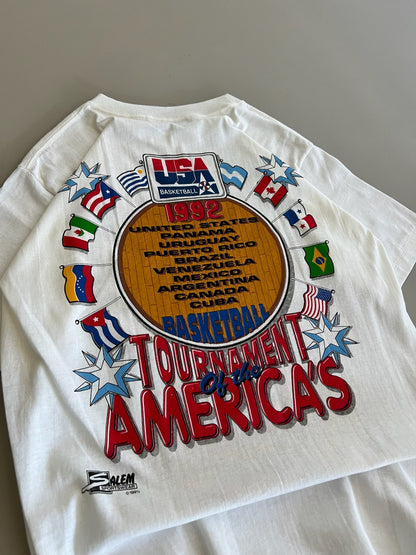 USA
BASKETBALL
1992
UNITED STATES
PANAMA
URUGUAY
PUERTO RICO
BRAZIL
VENEZUELA
MEXICO
ARGENTINA
CANADA
CUBA
BASKETBALL
TOURNAMENT
Of the
AMERICA'S
SALEM
SPORTSWEAR